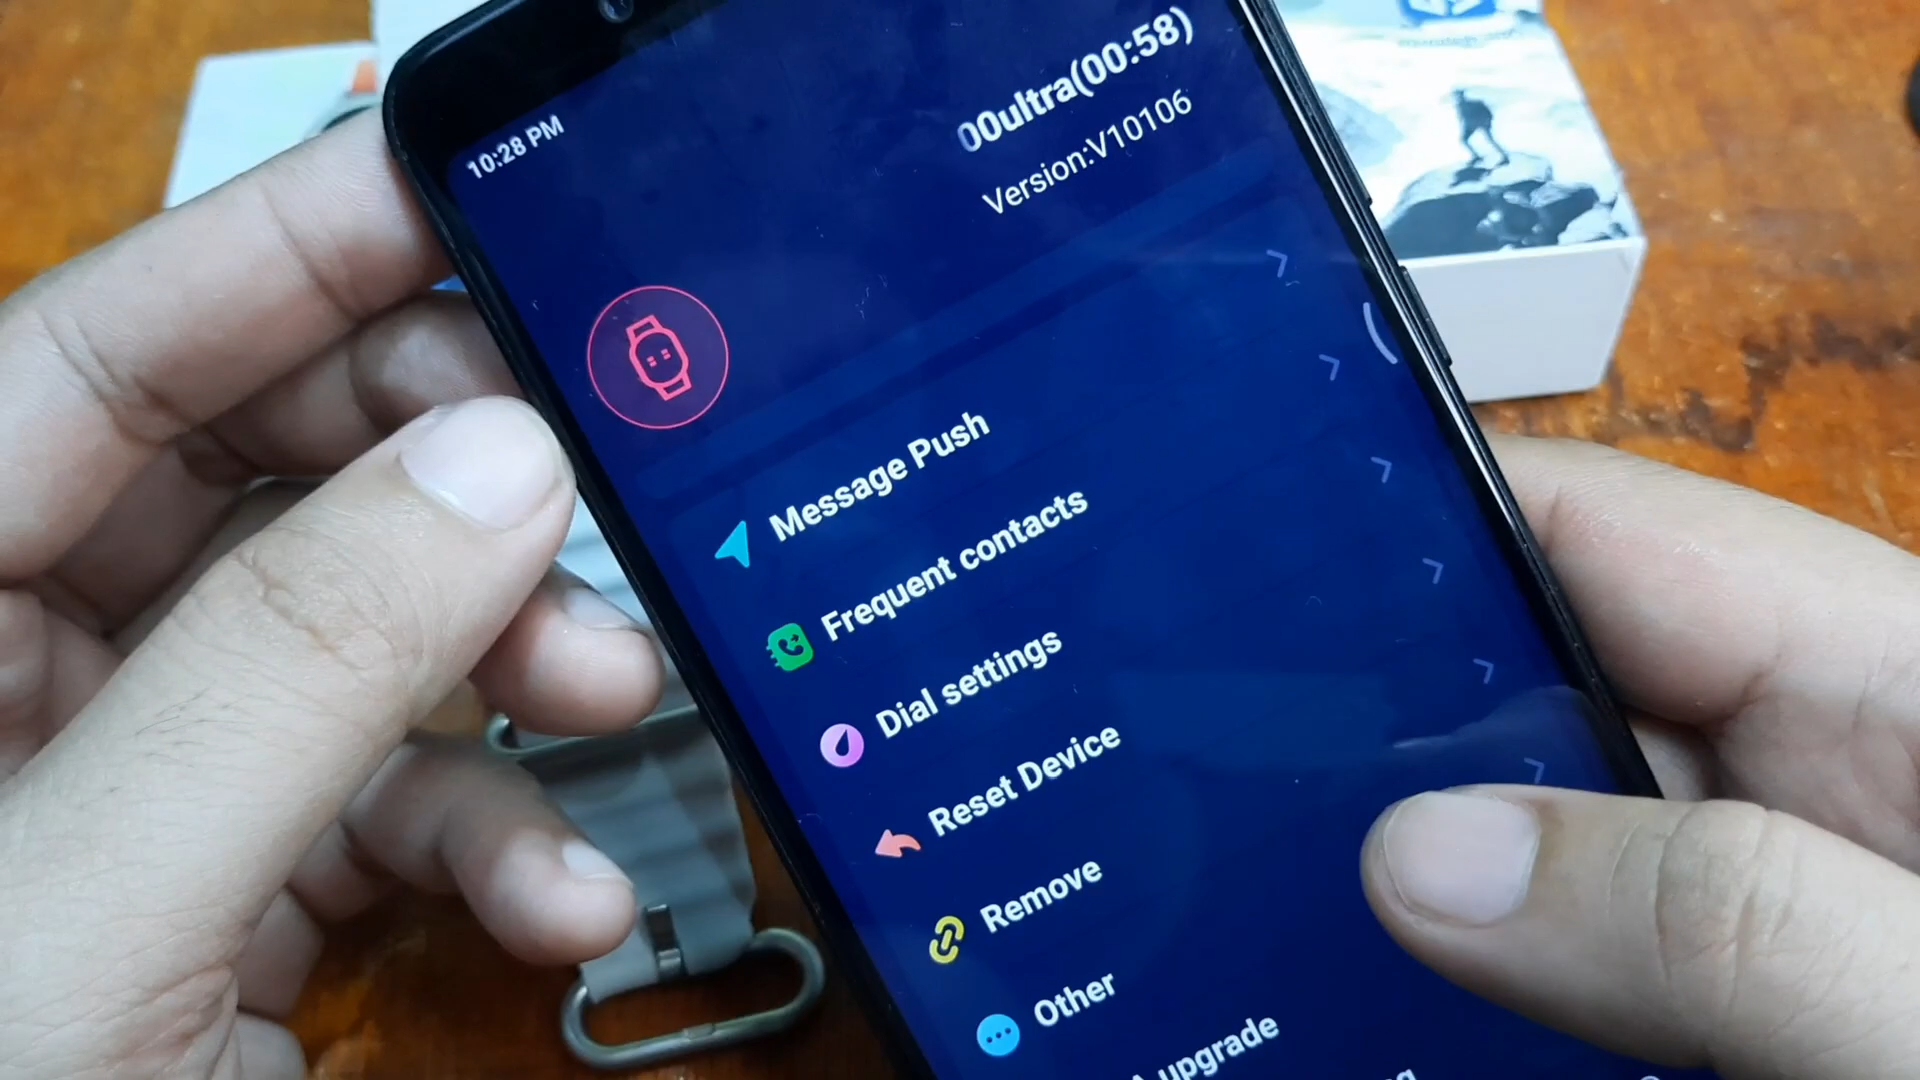 10:28 PM
00ultra(00:58)
Version:V10106
Message Push
Frequent contacts
Dial settings
Reset Device
Remove
Other
upgrade